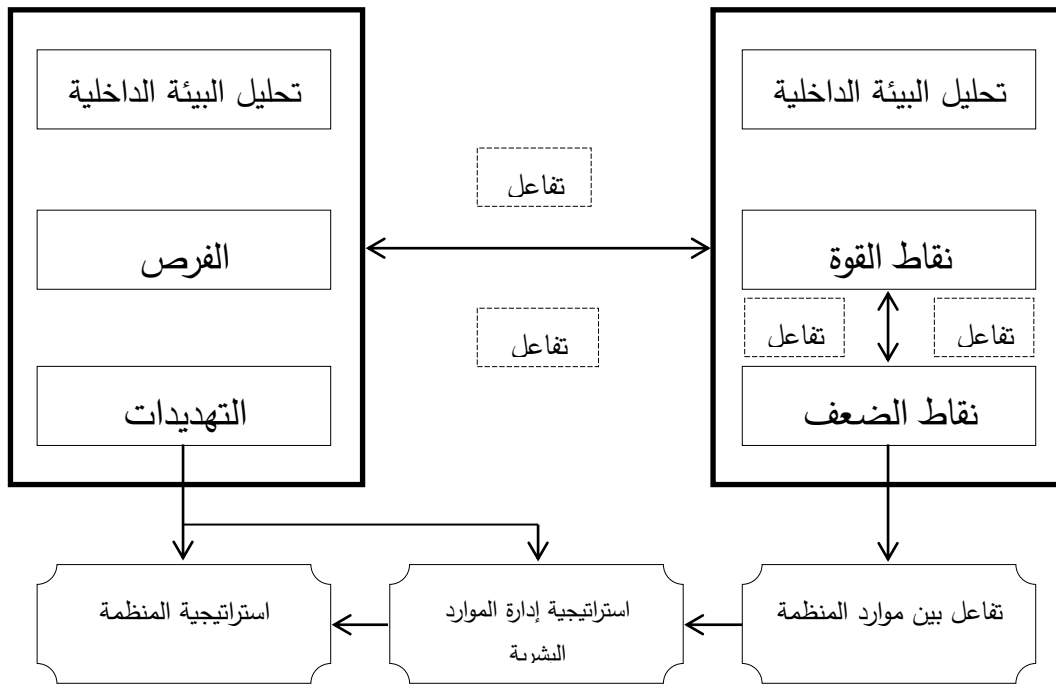 تحليل البيئة الداخلية
نقاط القوة
تفاعل
تفاعل
نقاط الضعف
تفاعل
تفاعل
تحليل البيئة الداخلية
الفرص
التهديدات
تفاعل بين موارد المنظمة
استراتيجية إدارة الموارد
البشرية
استراتيجية المنظمة